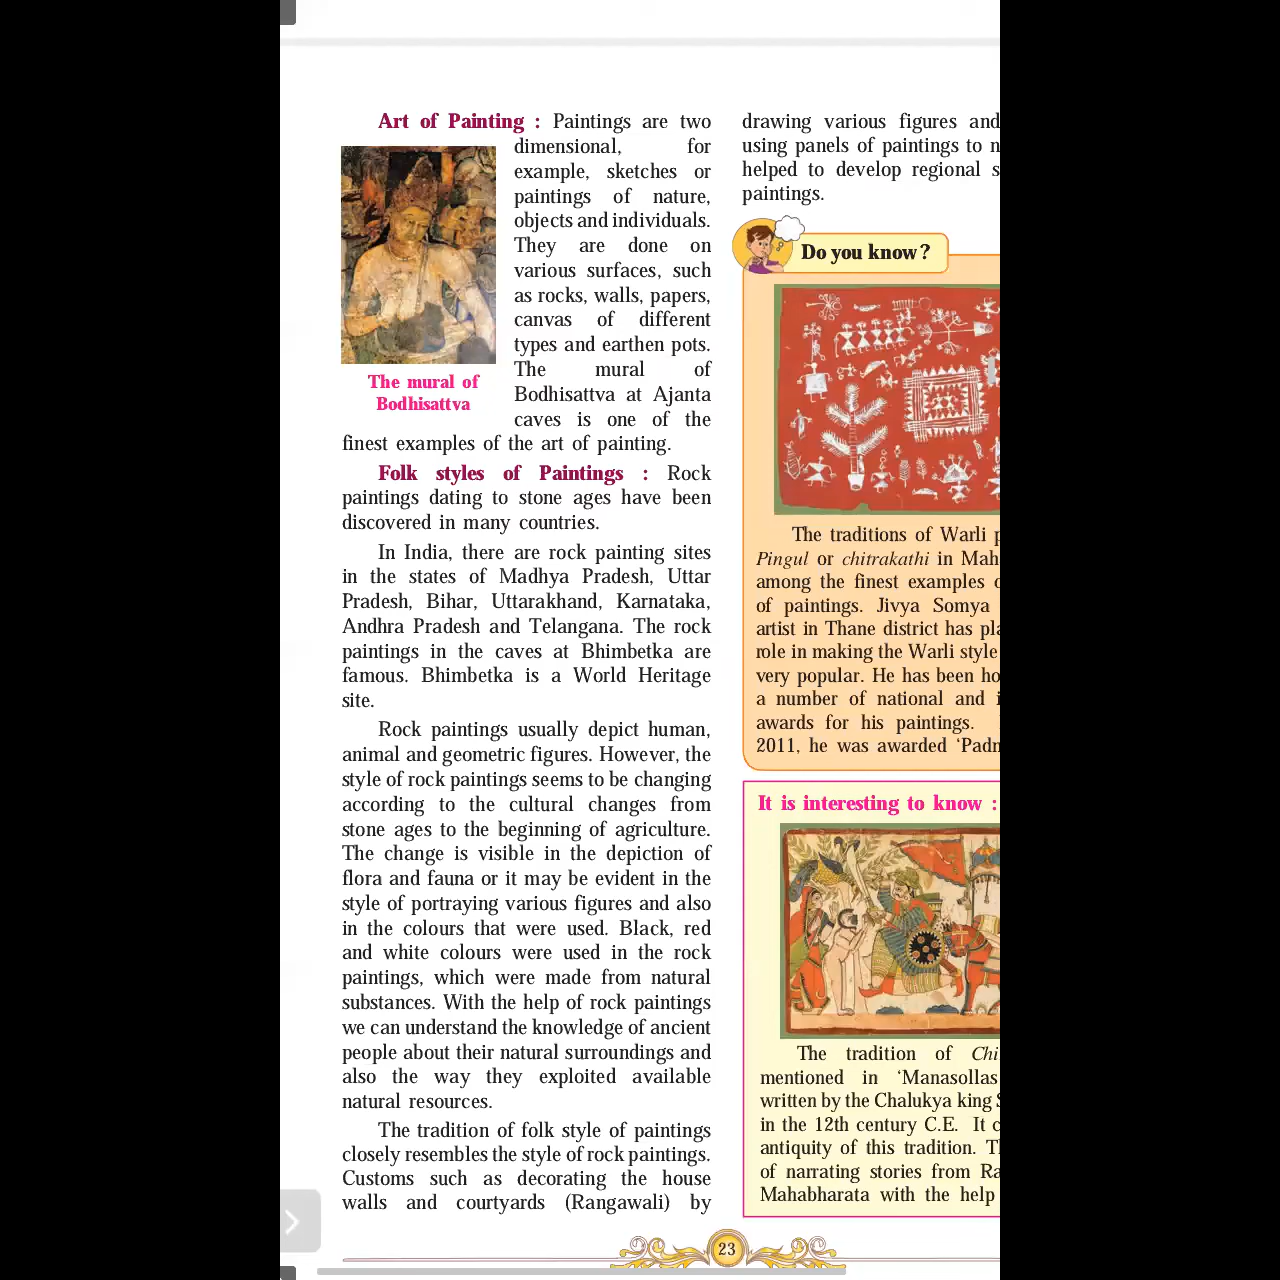 Art of Painting : Paintings are two
dimensional, for
example, sketches or
paintings of nature,
objects and individuals.
They are done on
various surfaces, such
as rocks, walls, papers,
canvas of different
types and earthen pots.
The mural of
Bodhisattva at Ajanta
caves is one of the
finest examples of the art of painting.
The mural of
Bodhisattva
Folk styles of Paintings : Rock
paintings dating to stone ages have been
discovered in many countries.
In India, there are rock painting sites
in the states of Madhya Pradesh, Uttar
Pradesh, Bihar, Uttarakhand, Karnataka,
Andhra Pradesh and Telangana. The rock
paintings in the caves at Bhimbetka are
famous. Bhimbetka is a World Heritage
site.
Rock paintings usually depict human,
animal and geometric figures. However, the
style of rock paintings seems to be changing
according to the cultural changes from
stone ages to the beginning of agriculture.
The change is visible in the depiction of
flora and fauna or it may be evident in the
style of portraying various figures and also
in the colours that were used. Black, red
and white colours were used in the rock
paintings, which were made from natural
substances. With the help of rock paintings
we can understand the knowledge of ancient
people about their natural surroundings and
also the way they exploited available
natural resources.
The tradition of folk style of paintings
closely resembles the style of rock paintings.
Customs such as decorating the house
walls and courtyards (Rangawali) by
drawing various figures and
using panels of paintings to
helped to develop regional
paintings.
Do you know?
The traditions of Warli
Pingul or chitrakathi in
among the finest examples
of paintings. Jivya Somya
artist in Thane district has
role in making the Warli style
very popular. He has been
a number of national and
awards for his paintings.
2011, he was awarded
It is interesting to know :
The tradition of
mentioned in
written by the Chalukya king
in the 12th century C.E. It
antiquity of this tradition.
of narrating stories from
Mahabharata with the help
23